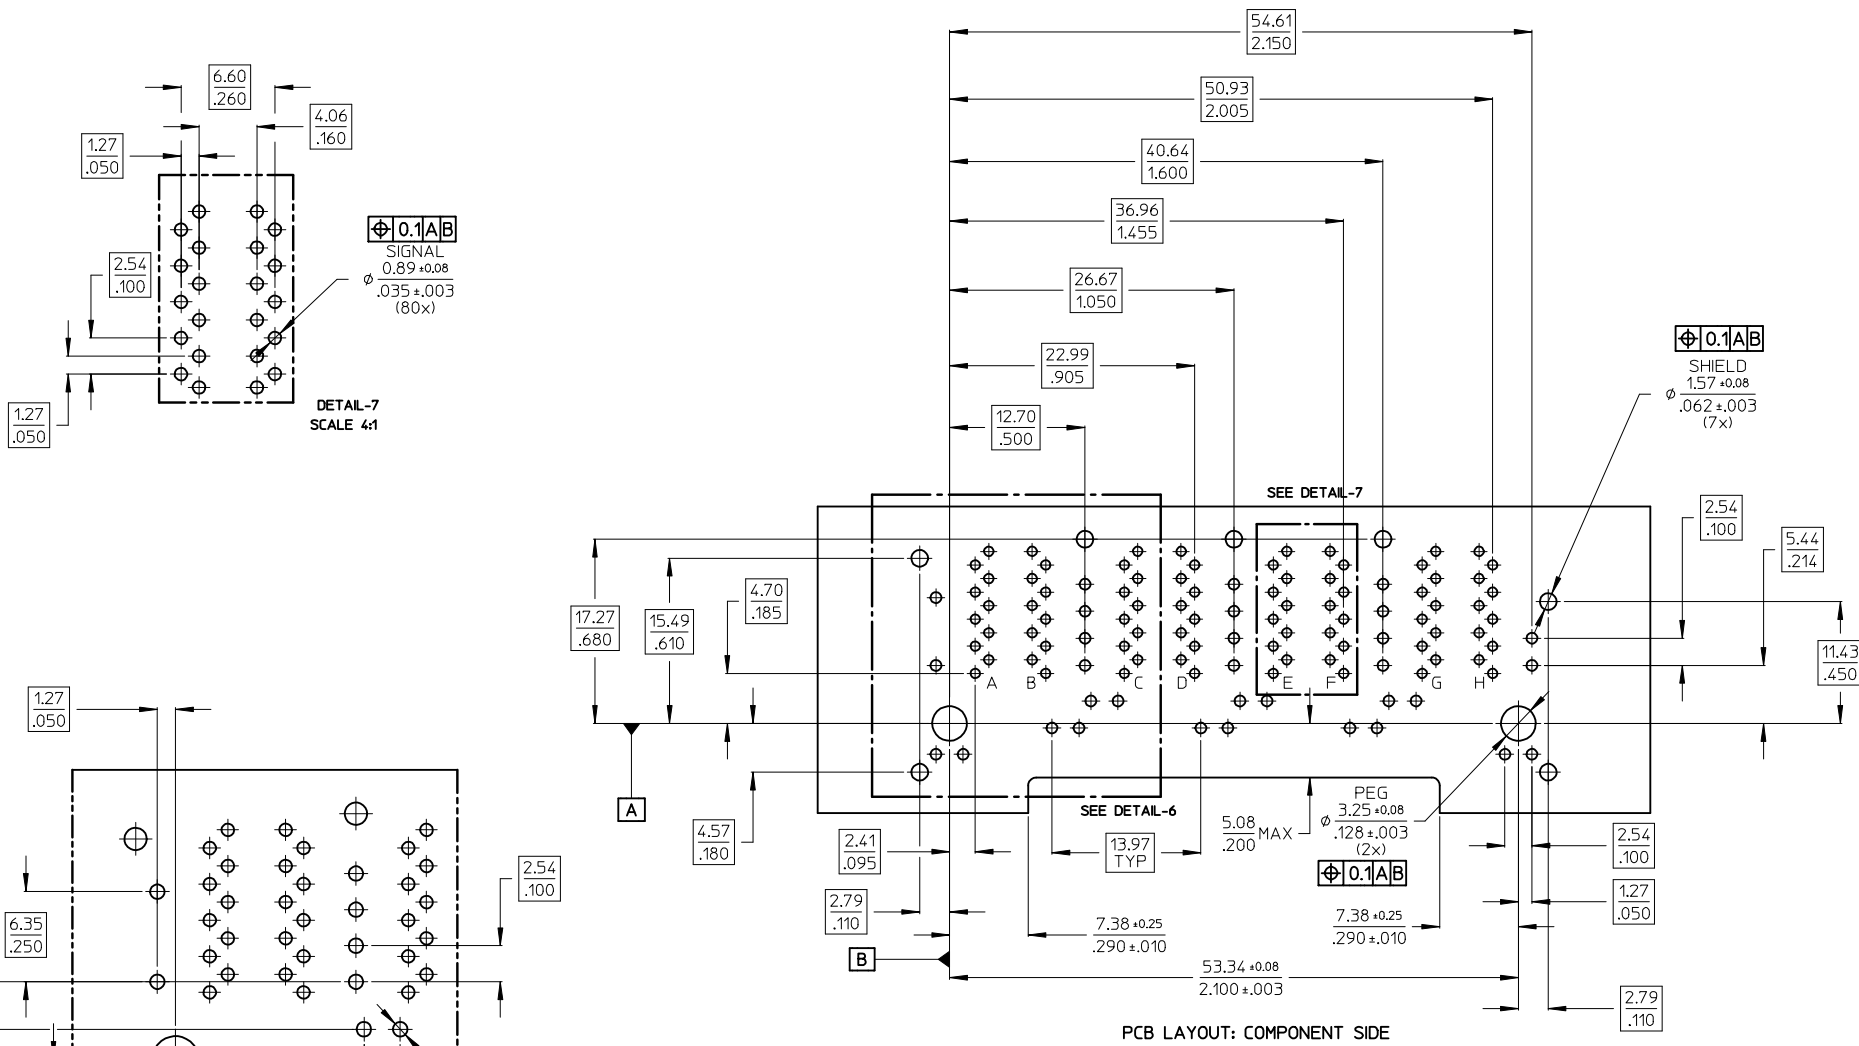 6.60
.260
4.06
.160
1.27
.050
⌖ 0.1 A B
SIGNAL
⌀ 0.89 ±0.08
.035 ±.003
(80x)
2.54
.100
1.27
.050
DETAIL-7
SCALE 4:1
54.61
2.150
50.93
2.005
40.64
1.600
36.96
1.455
26.67
1.050
22.99
.905
12.70
.500
⌖ 0.1 A B
SHIELD
⌀ 1.57 ±0.08
.062 ±.003
(7x)
SEE DETAIL-7
2.54
.100
5.44
.214
11.43
.450
17.27
.680
15.49
.610
4.70
.185
A B C D E F G H
A
4.57
.180
SEE DETAIL-6
2.41
.095
13.97
TYP
5.08
.200 MAX
PEG
⌀ 3.25 ±0.08
.128 ±.003
(2x)
⌖ 0.1 A B
2.54
.100
1.27
.050
2.79
.110
7.38 ±0.25
.290 ±.010
7.38 ±0.25
.290 ±.010
B
53.34 ±0.08
2.100 ±.003
2.79
.110
PCB LAYOUT: COMPONENT SIDE
1.27
.050
2.54
.100
6.35
.250